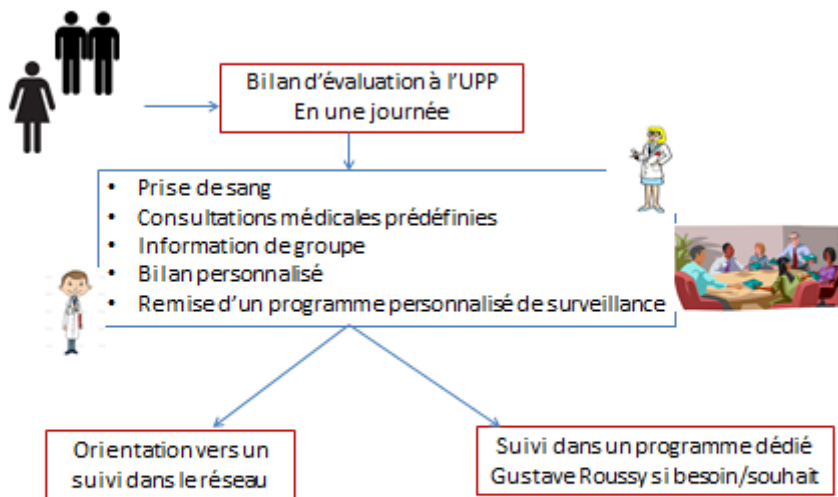 Bilan d'évaluation à l'UPP
En une journée
• Prise de sang
• Consultations médicales prédéfinies
• Information de groupe
• Bilan personnalisé
• Remise d'un programme personnalisé de surveillance
Orientation vers un
suivi dans le réseau
Suivi dans un programme dédié
Gustave Roussy si besoin/souhait